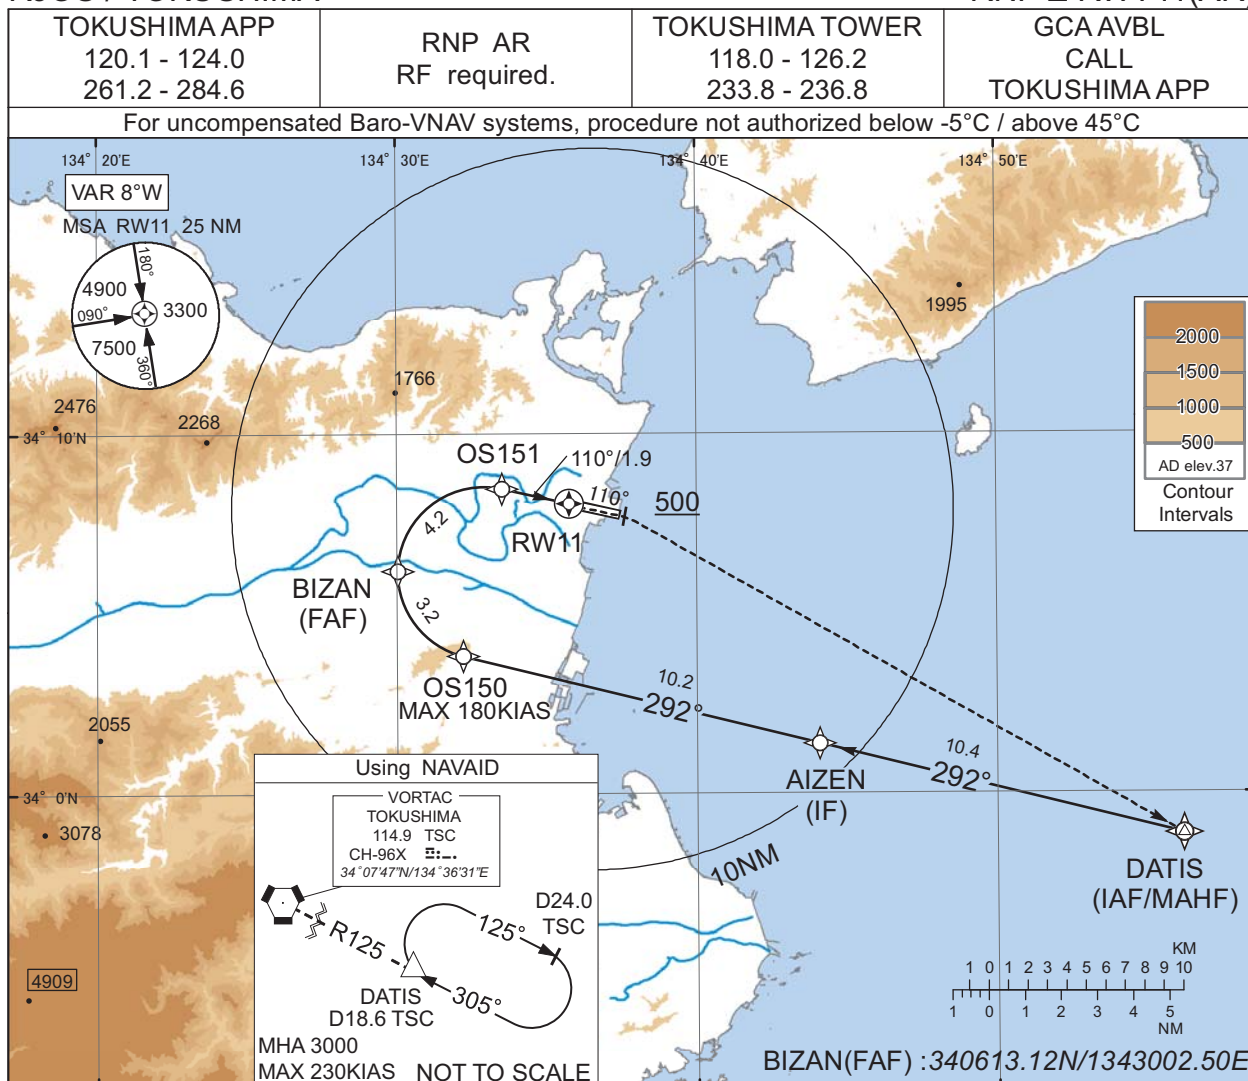 TOKUSHIMA APP
120.1 - 124.0
261.2 - 284.6
RNP AR
RF required.
TOKUSHIMA TOWER
118.0 - 126.2
233.8 - 236.8
GCA AVBL
CALL
TOKUSHIMA APP
For uncompensated Baro-VNAV systems, procedure not authorized below -5°C / above 45°C
134° 20'E
134° 30'E
134° 40'E
134° 50'E
VAR 8°W
MSA RW11 25 NM
180°
4900
3300
090°
7500
360°
1995
2000
1500
1000
500
AD elev.37
Contour
Intervals
1766
2476
2268
34° 10'N
OS151
110°/1.9
110°
500
4.2
RW11
BIZAN
(FAF)
3.2
OS150
MAX 180KIAS
10.2
292°
10.4
292°
AIZEN
(IF)
2055
34° 0'N
3078
10NM
DATIS
(IAF/MAHF)
Using NAVAID
VORTAC
TOKUSHIMA
114.9 TSC
CH-96X
34°07'47"N/134°36'31"E
D24.0
TSC
125°
R125
305°
DATIS
D18.6 TSC
MHA 3000
MAX 230KIAS
NOT TO SCALE
4909
KM
1 0 1 2 3 4 5 6 7 8 9 10
1 0 1 2 3 4 5
NM
BIZAN(FAF) :340613.12N/1343002.50E